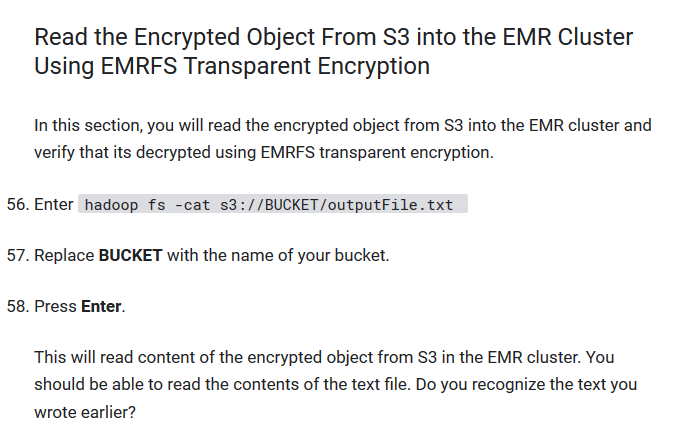 Read the Encrypted Object From S3 into the EMR Cluster
Using EMRFS Transparent Encryption
In this section, you will read the encrypted object from S3 into the EMR cluster and
verify that its decrypted using EMRFS transparent encryption.
56. Enter hadoop fs -cat s3://BUCKET/outputFile.txt
57. Replace BUCKET with the name of your bucket.
58. Press Enter.
This will read content of the encrypted object from S3 in the EMR cluster. You
should be able to read the contents of the text file. Do you recognize the text you
wrote earlier?